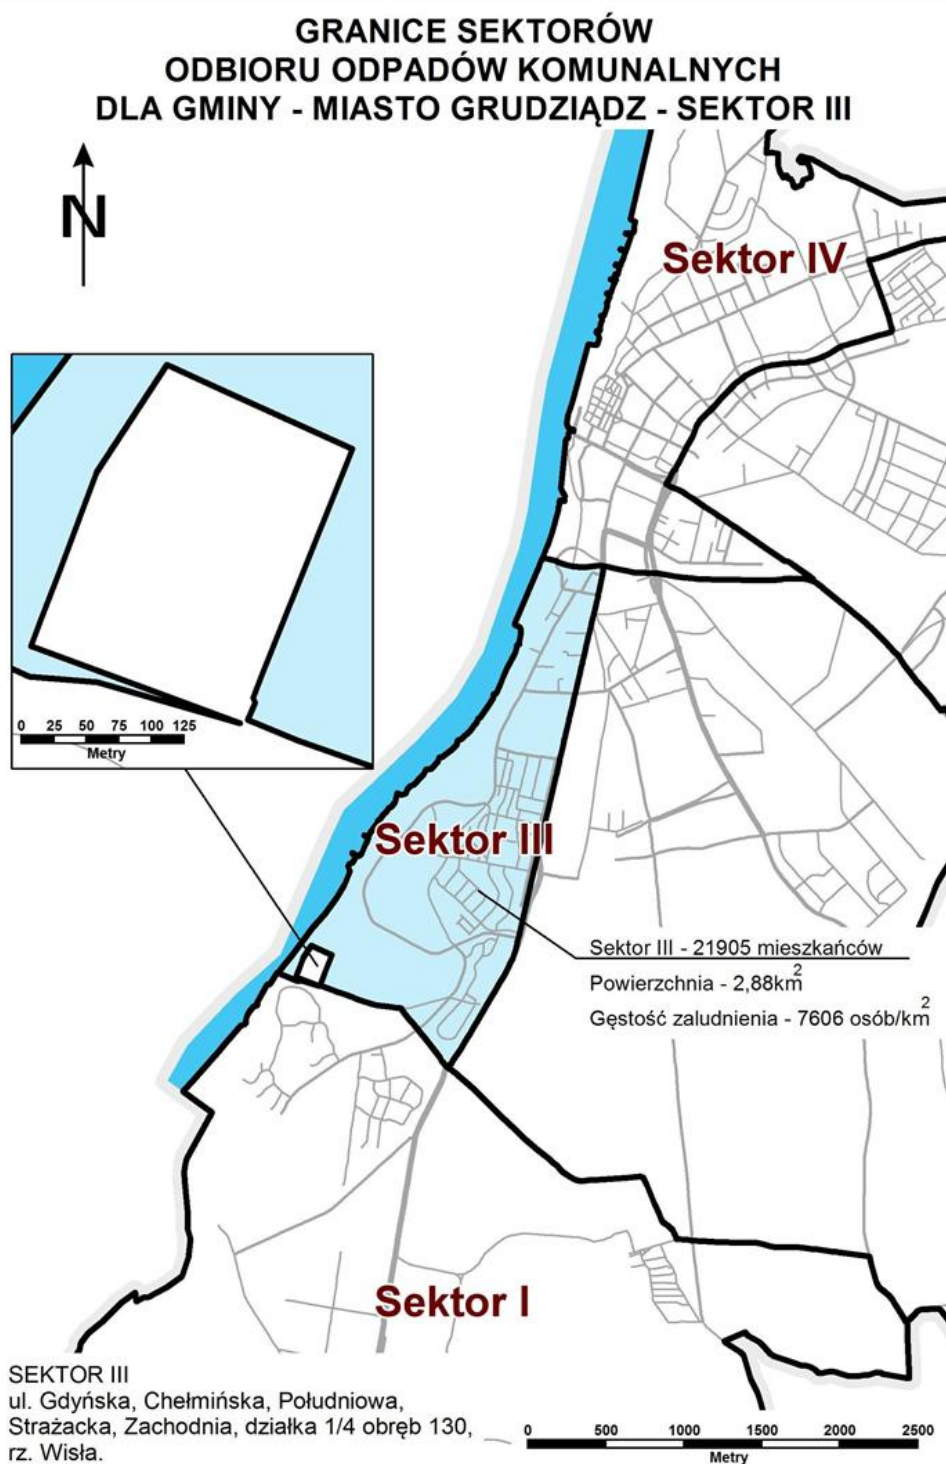 GRANICE SEKTORÓW
ODBIORU ODPADÓW KOMUNALNYCH
DLA GMINY - MIASTO GRUDZIĄDZ - SEKTOR III
N
Sektor IV
0 25 50 75 100 125
Metry
Sektor III
Sektor III - 21905 mieszkańców
Powierzchnia - 2,88km2
Gęstość zaludnienia - 7606 osób/km2
Sektor I
SEKTOR III
ul. Gdyńska, Chełmińska, Południowa,
Strażacka, Zachodnia, działka 1/4 obręb 130,
rz. Wisła.
0 500 1000 1500 2000 2500
Metry